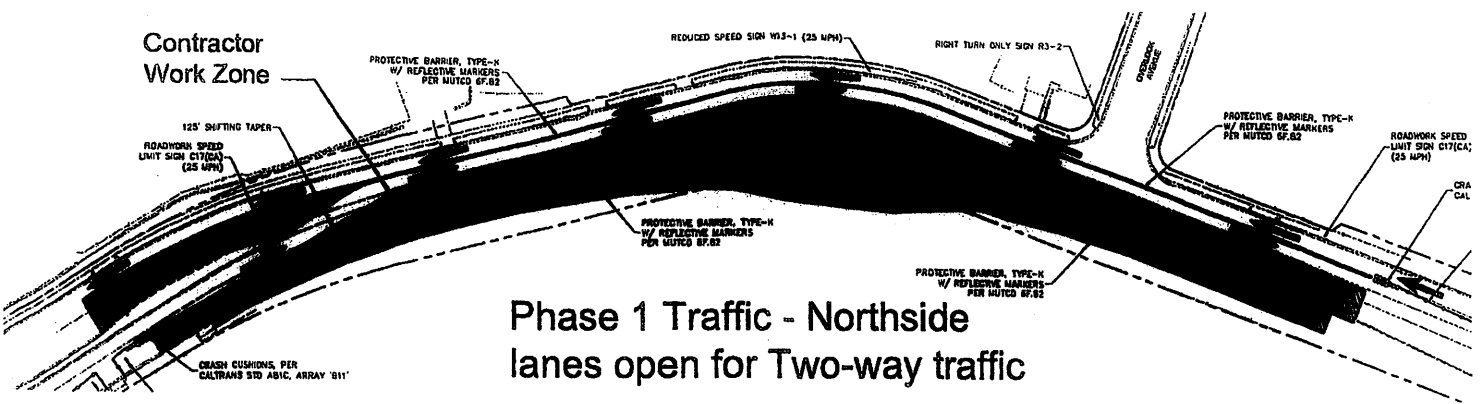 Contractor
Work Zone
PROTECTIVE BARRIER, TYPE-K
W/ REFLECTIVE MARKERS
PER MUTCD 6F.82
125' SHIFTING TAPER
ROADWORK SPEED
LIMIT SIGN C17(CA)
(25 MPH)
REDUCED SPEED SIGN W13-1 (25 MPH)
RIGHT TURN ONLY SIGN R3-2
OVERLOOK
AVENUE
PROTECTIVE BARRIER, TYPE-K
W/ REFLECTIVE MARKERS
PER MUTCD 6F.82
ROADWORK SPEED
LIMIT SIGN C17(CA)
(25 MPH)
CRA
CAL
PROTECTIVE BARRIER, TYPE-K
W/ REFLECTIVE MARKERS
PER MUTCD 6F.82
PROTECTIVE BARRIER, TYPE-K
W/ REFLECTIVE MARKERS
PER MUTCD 6F.82
CRASH CUSHIONS, PER
CALTRANS STD A81C, ARRAY 'B11'
Phase 1 Traffic - Northside
lanes open for Two-way traffic